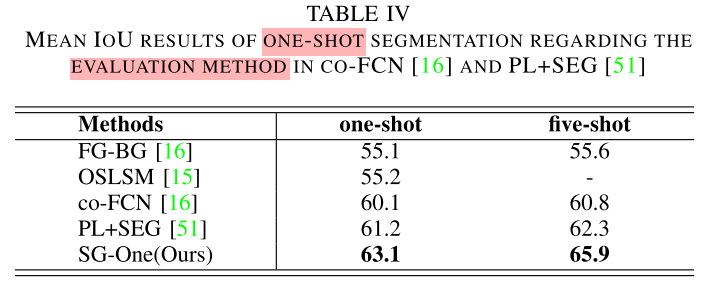 TABLE IV
MEAN IOU RESULTS OF ONE-SHOT SEGMENTATION REGARDING THE
EVALUATION METHOD IN CO-FCN [16] AND PL+SEG [51]
Methods one-shot five-shot
FG-BG [16] 55.1 55.6
OSLSM [15] 55.2 -
co-FCN [16] 60.1 60.8
PL+SEG [51] 61.2 62.3
SG-One(Ours) 63.1 65.9